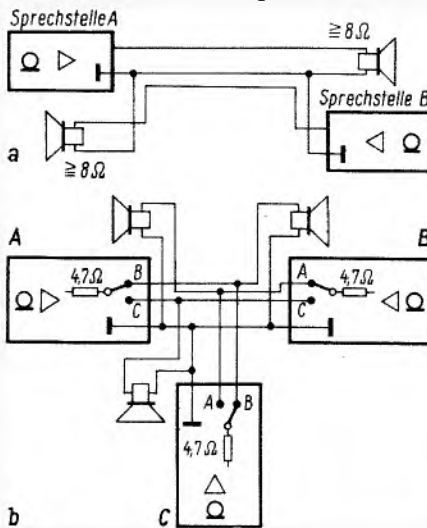 Sprechstelle A
≧ 8Ω
Sprechstelle B
≧ 8Ω
a
A
B
4,7Ω
B
C
A
C
4,7Ω
A
B
4,7Ω
b
C